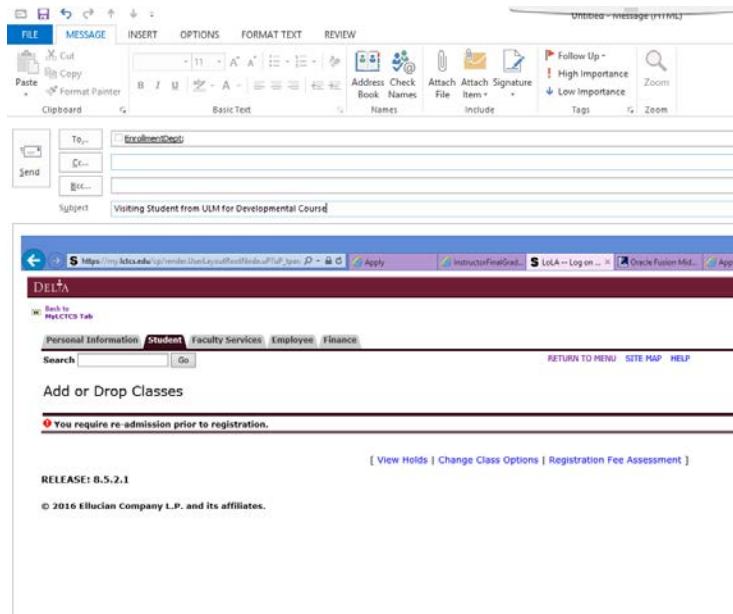 Untitled - Message (HTML)
FILE MESSAGE INSERT OPTIONS FORMAT TEXT REVIEW
Paste
Cut
Copy
Format Painter
Clipboard
11
B I U
Basic Text
Address Book
Check Names
Names
Attach File
Attach Item
Signature
Include
Follow Up
High Importance
Low Importance
Tags
Zoom
Zoom
Send
To...
EnrollmentDept;
Cc...
Bcc...
Subject
Visiting Student from ULM for Developmental Course
Apply
InstructorFinalGrad...
LoLA -- Log on ...
Oracle Fusion Mid...
App
DELTA
Back to
MyLCTCS Tab
Personal Information Student Faculty Services Employee Finance
Search Go
RETURN TO MENU SITE MAP HELP
Add or Drop Classes
You require re-admission prior to registration.
[ View Holds | Change Class Options | Registration Fee Assessment ]
RELEASE: 8.5.2.1
© 2016 Ellucian Company L.P. and its affiliates.